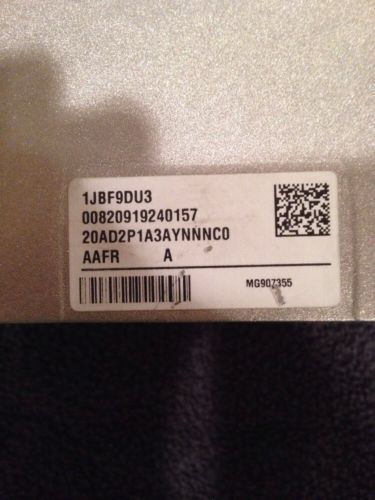 1JBF9DU3
00820919240157
20AD2P1A3AYNNNC0
AAFR A
MG907355